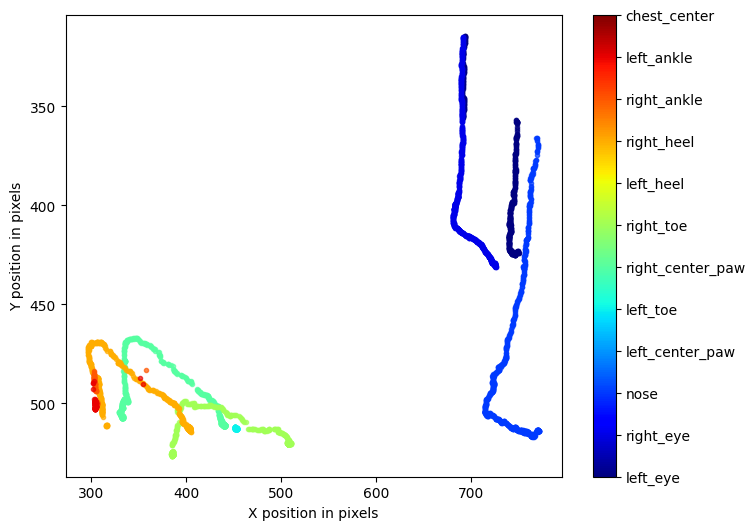 350
400
450
500
Y position in pixels
300
400
500
600
700
X position in pixels
chest_center
left_ankle
right_ankle
right_heel
left_heel
right_toe
right_center_paw
left_toe
left_center_paw
nose
right_eye
left_eye